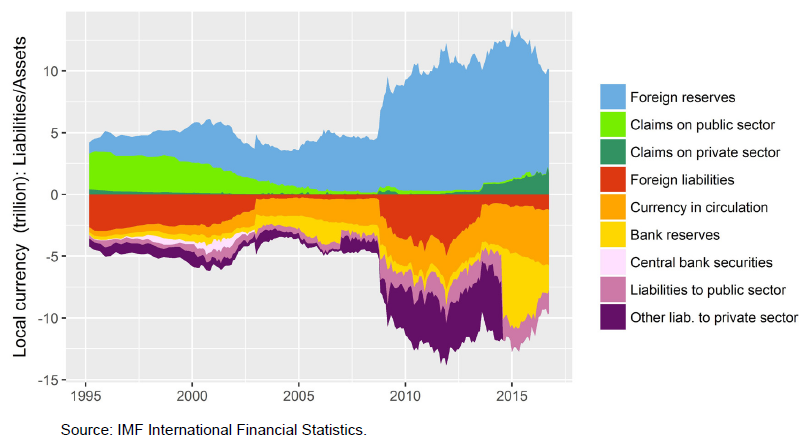 Local currency (trillion): Liabilities/Assets
10
5
0
-5
-10
-15
1995
2000
2005
2010
2015
Foreign reserves
Claims on public sector
Claims on private sector
Foreign liabilities
Currency in circulation
Bank reserves
Central bank securities
Liabilities to public sector
Other liab. to private sector
Source: IMF International Financial Statistics.